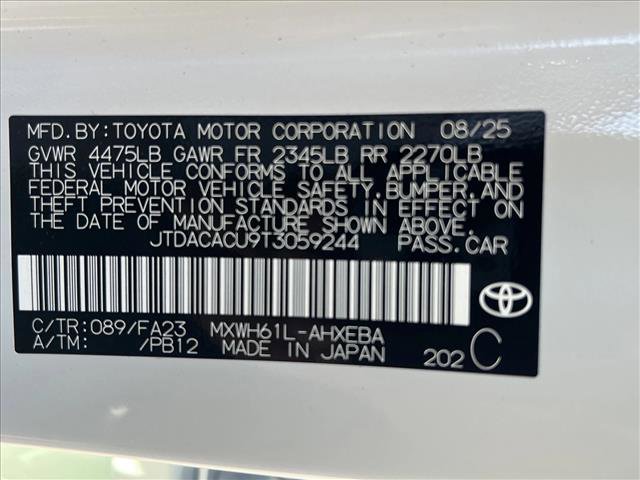 MFD.BY:TOYOTA MOTOR CORPORATION 08/25
GVWR 4475LB GAWR FR 2345LB RR 2270LB
THIS VEHICLE CONFORMS TO ALL APPLICABLE
FEDERAL MOTOR VEHICLE SAFETY, BUMPER, AND
THEFT PREVENTION STANDARDS IN EFFECT ON
THE DATE OF MANUFACTURE SHOWN ABOVE.
JTDACACU9T3059244 PASS.CAR
C/TR:089/FA23 MXWH61L-AHXEBA
A/TM: /PB12 MADE IN JAPAN 202 C